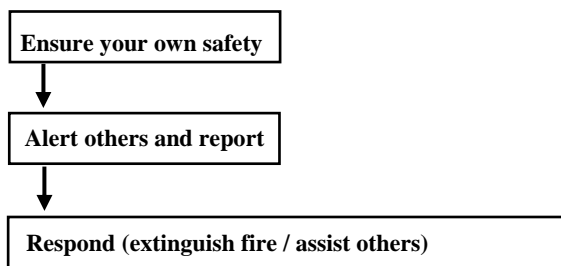 Ensure your own safety
Alert others and report
Respond (extinguish fire / assist others)